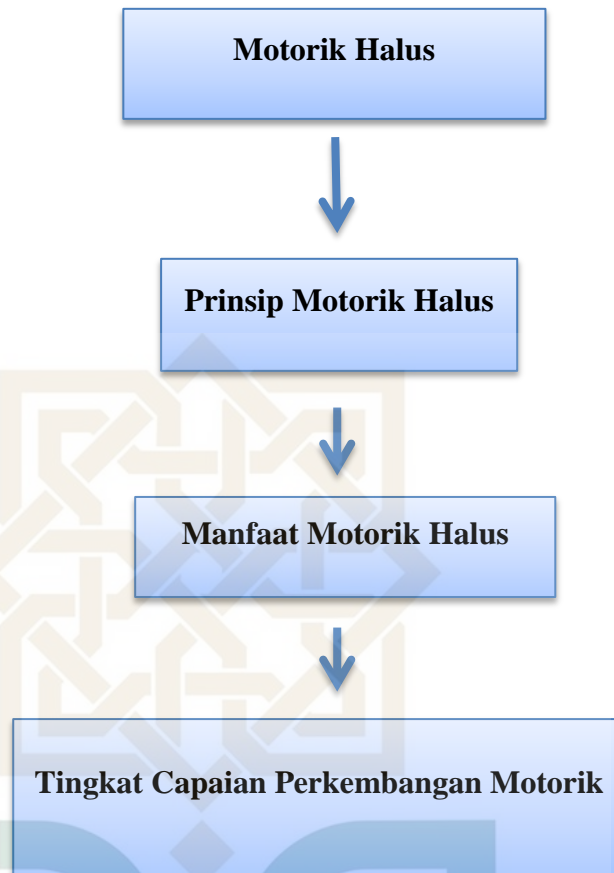 Motorik Halus
Prinsip Motorik Halus
Manfaat Motorik Halus
Tingkat Capaian Perkembangan Motorik